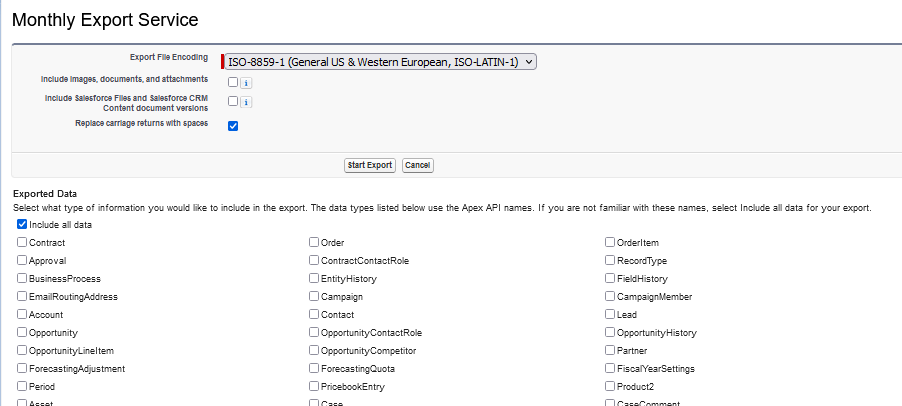 Monthly Export Service
Export File Encoding
ISO-8859-1 (General US & Western European, ISO-LATIN-1)
Include images, documents, and attachments
i
Include Salesforce Files and Salesforce CRM
Content document versions
i
Replace carriage returns with spaces
Start Export Cancel
Exported Data
Select what type of information you would like to include in the export. The data types listed below use the Apex API names. If you are not familiar with these names, select Include all data for your export.
Include all data
Contract Order OrderItem
Approval ContractContactRole RecordType
BusinessProcess EntityHistory FieldHistory
EmailRoutingAddress Campaign CampaignMember
Account Contact Lead
Opportunity OpportunityContactRole OpportunityHistory
OpportunityLineItem OpportunityCompetitor Partner
ForecastingAdjustment ForecastingQuota FiscalYearSettings
Period PricebookEntry Product2
Asset Case CaseComment